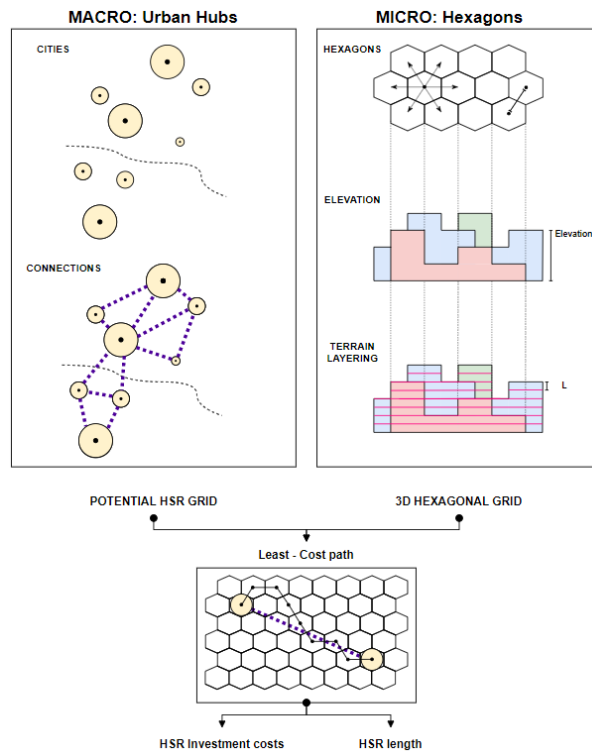 MACRO: Urban Hubs
CITIES
CONNECTIONS
MICRO: Hexagons
HEXAGONS
ELEVATION
Elevation
TERRAIN
LAYERING
L
POTENTIAL HSR GRID
3D HEXAGONAL GRID
Least - Cost path
HSR Investment costs
HSR length